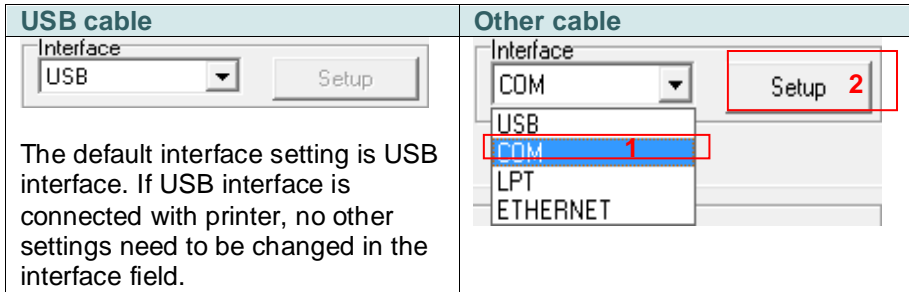 USB cable
Interface
USB
Setup
The default interface setting is USB
interface. If USB interface is
connected with printer, no other
settings need to be changed in the
interface field.
Other cable
Interface
COM
Setup 2
USB
COM 1
LPT
ETHERNET